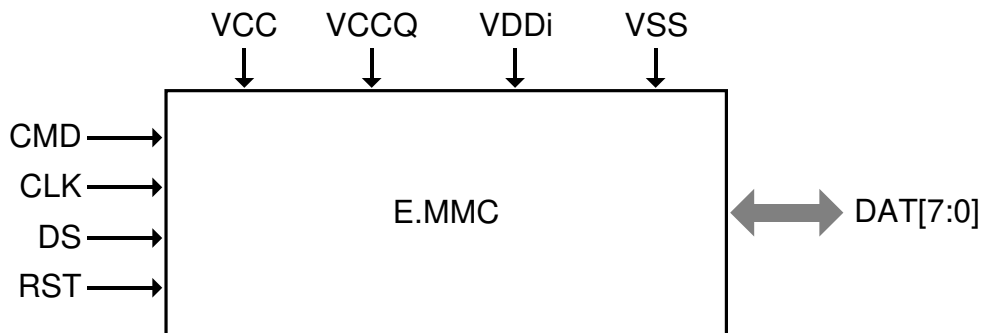 VCC VCCQ VDDi VSS
CMD
CLK
E.MMC
DAT[7:0]
DS
RST